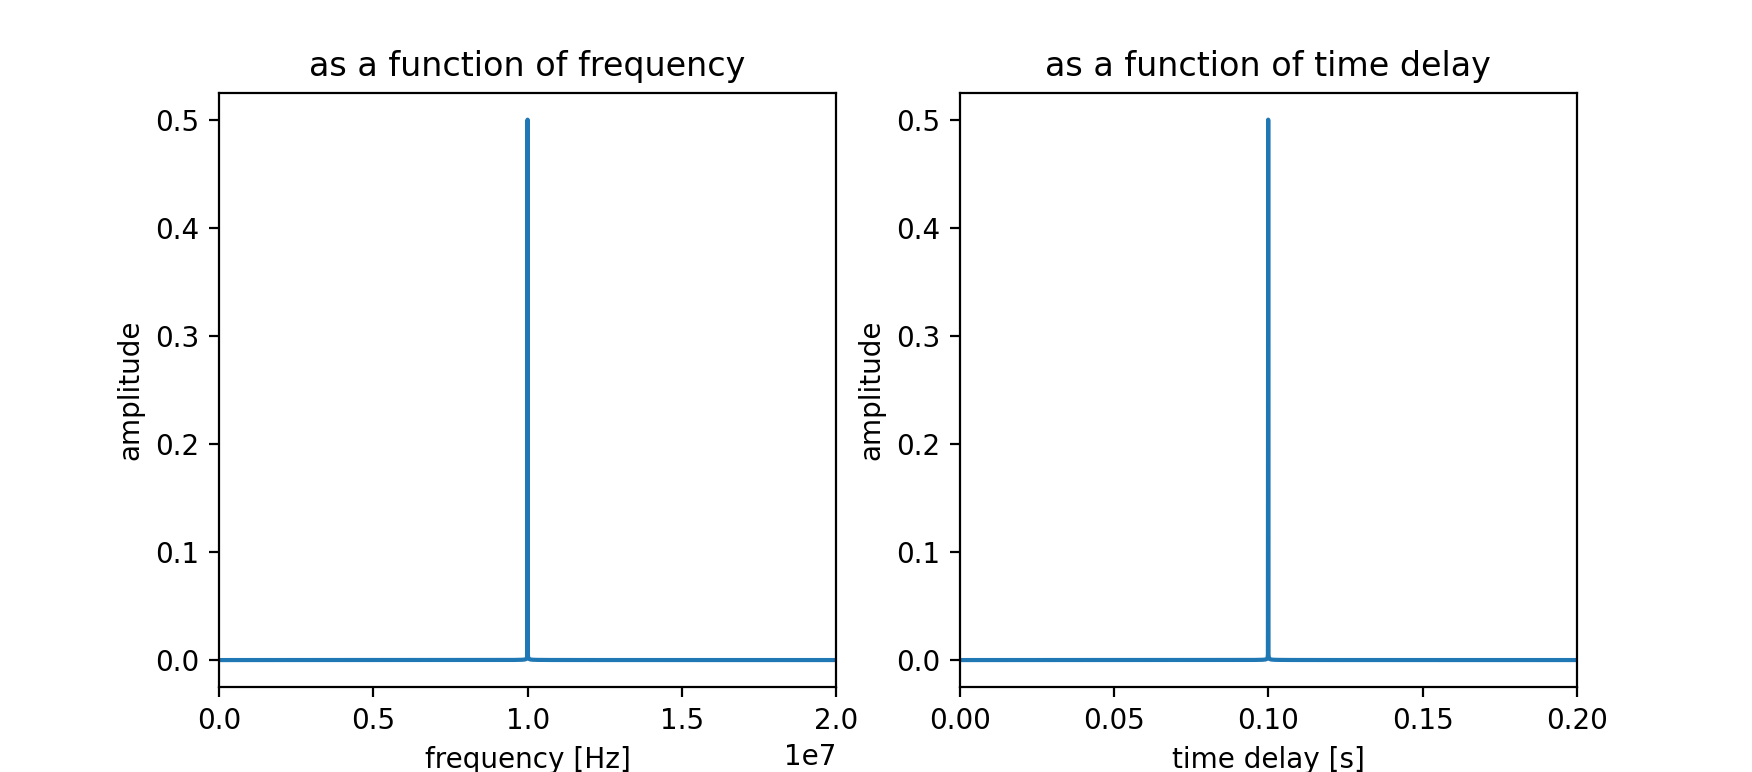 as a function of frequency
0.5
0.4
0.3
0.2
0.1
0.0
amplitude
0.0 0.5 1.0 1.5 2.0
1e7
frequency [Hz]
as a function of time delay
0.5
0.4
0.3
0.2
0.1
0.0
amplitude
0.00 0.05 0.10 0.15 0.20
time delay [s]